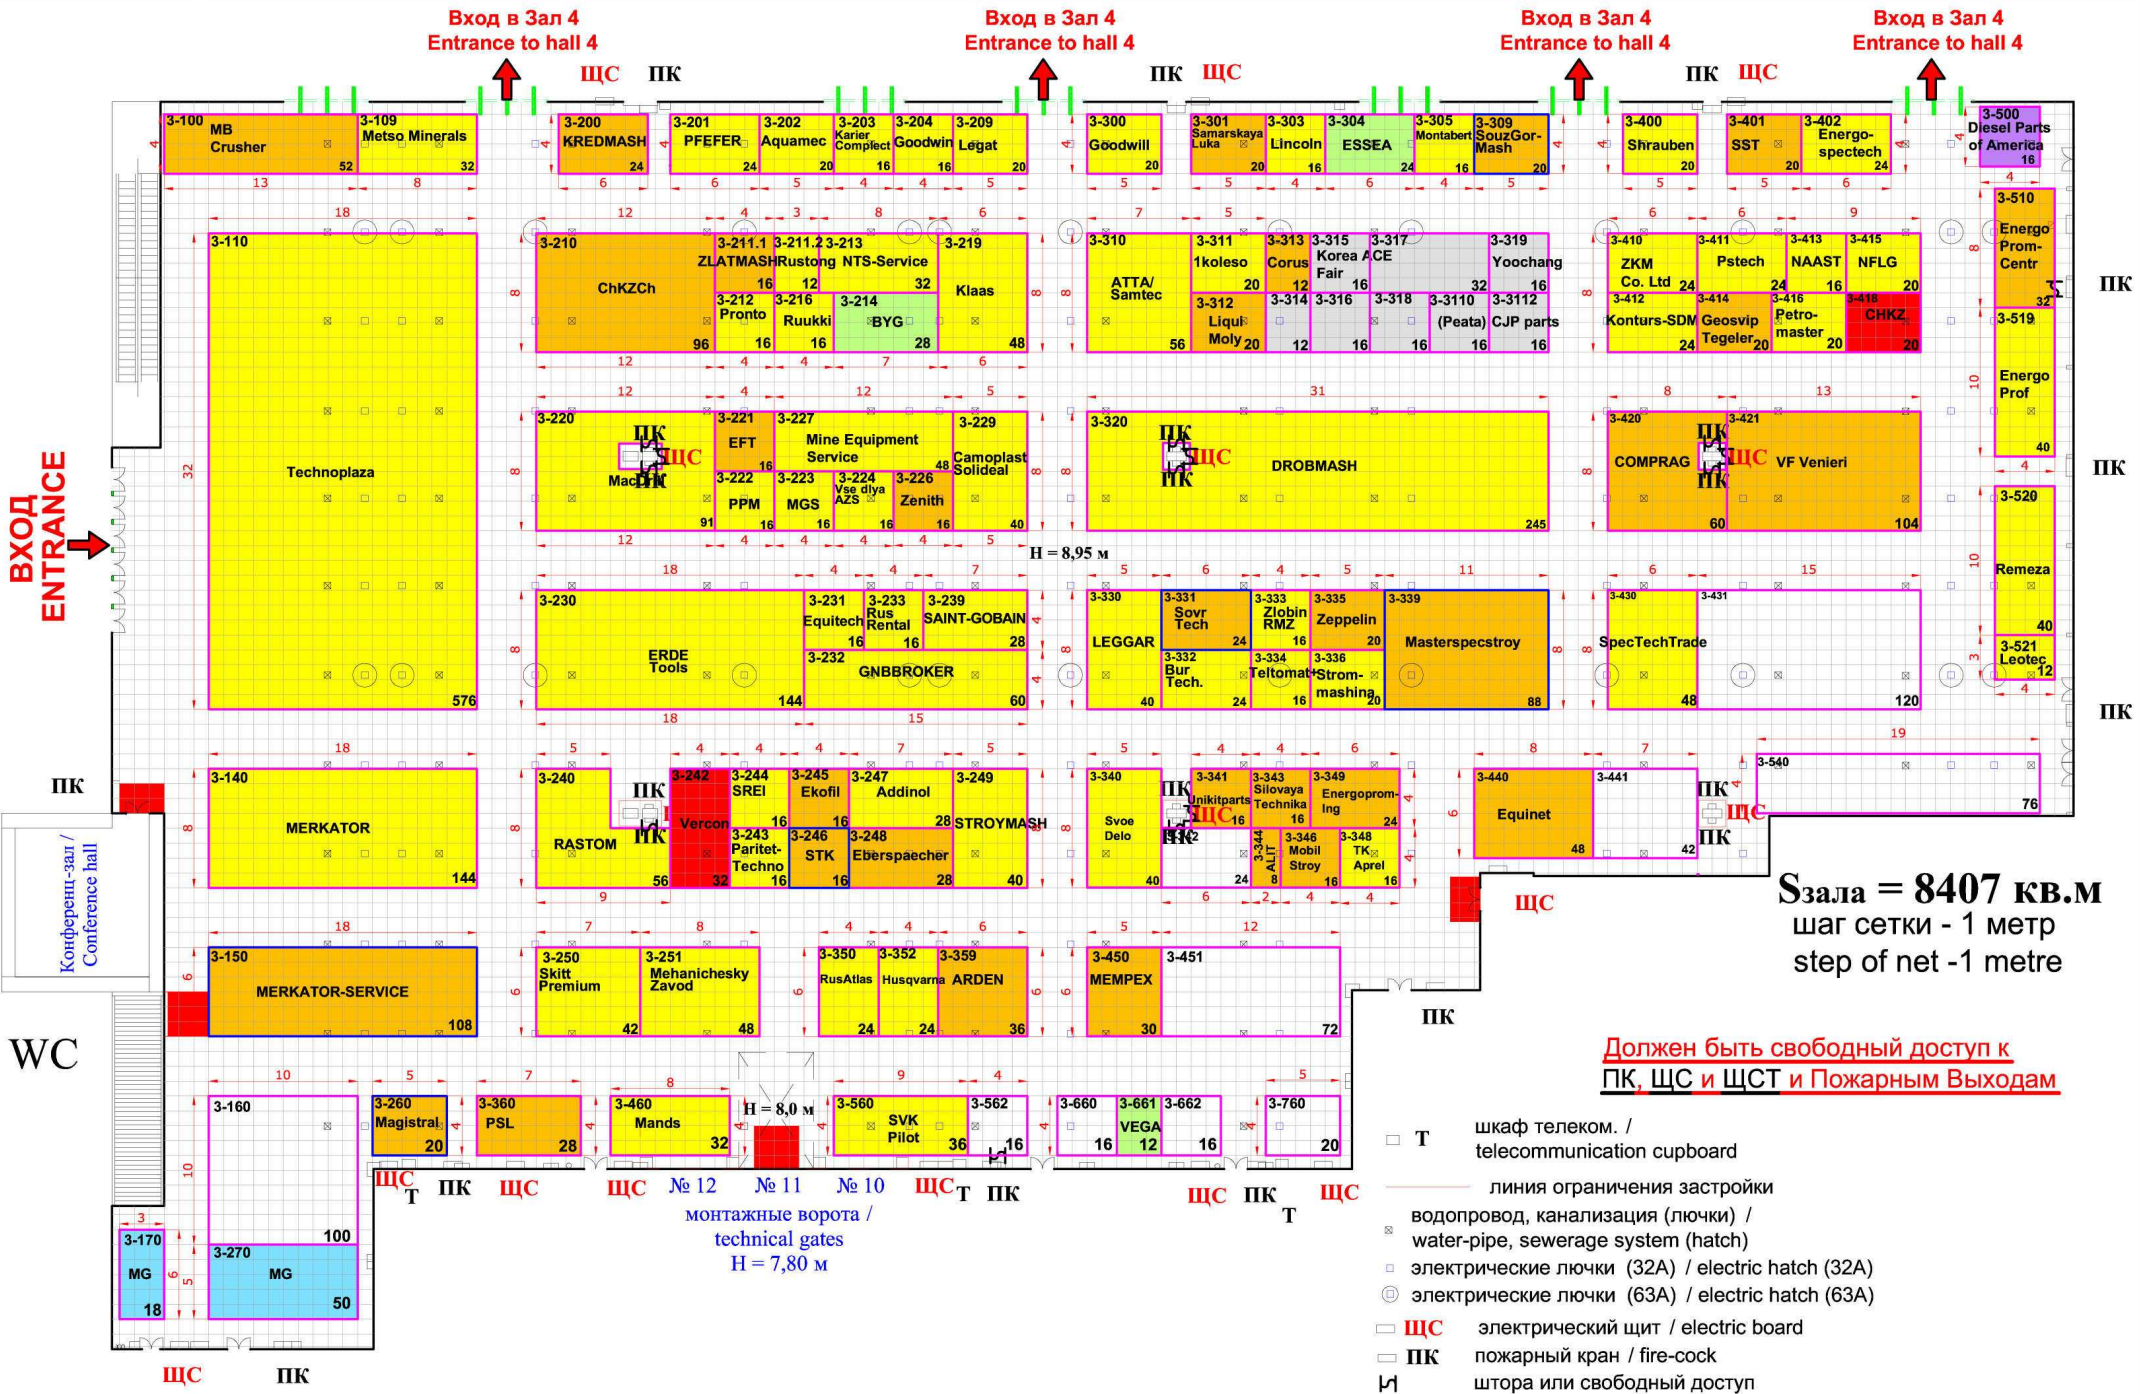 Вход в Зал 4
Entrance to hall 4
Вход в Зал 4
Entrance to hall 4
Вход в Зал 4
Entrance to hall 4
Вход в Зал 4
Entrance to hall 4
ЩС ПК ПК ЩС ПК ЩС
3-100 MB Crusher 52
3-109 Metso Minerals 32
3-200 KREDMASH 24
3-201 PFEFER 24
3-202 Aquamec 20
3-203 Karier Complect 16
3-204 Goodwin 16
3-209 Legat 20
3-300 Goodwill 20
3-301 Samarskaya Luka 20
3-303 Lincoln 16
3-304 ESSEA 24
3-305 Montabert 16
3-309 SouzGor-Mash 20
3-400 Shrauben 20
3-401 SST 20
3-402 Energo-spectech 24
3-500 Diesel Parts of America 16
3-510 Energo Prom-Centr 32
3-110 Technoplaza 576
3-210 ChKZCh 96
3-211.1 ZLATMASH 16
3-211.2 Rustong 12
3-213 NTS-Service 32
3-219 Klaas 48
3-212 Pronto 16
3-216 Ruukki 16
3-214 BYG 28
3-310 ATTA/ Samtec 56
3-311 1koleso 20
3-313 Corus 12
3-315 Korea ACE Fair 16
3-317 32
3-319 Yoochang 16
3-312 Liqui Moly 20
3-314 12
3-316 16
3-318 16
3-3110 (Peata) 16
3-3112 CJP parts 16
3-410 ZKM Co. Ltd 24
3-411 Pstech 24
3-413 NAAST 16
3-415 NFLG 20
3-412 Konturs-SDM 24
3-414 Geosvip Tegeler 20
3-416 Petro-master 20
3-418 CHKZ 20
3-519 Energo Prof 40
ПК
3-220 MacDrill 91
ПК ЩС ПК
3-221 EFT 16
3-227 Mine Equipment Service 48
3-229 Camoplast Solideal 40
3-222 PPM 16
3-223 MGS 16
3-224 Vse dlya AZS 16
3-226 Zenith 16
3-320 DROBMASH 245
ПК ЩС ПК
3-420 COMPRAG 60
3-421 VF Venieri 104
ПК ЩС ПК
ПК
3-520 Remeza 40
3-521 Leotec 12
ПК
ВХОД
ENTRANCE
H = 8,95 м
3-230 ERDE Tools 144
3-231 Equitech 16
3-233 Rus Rental 16
3-239 SAINT-GOBAIN 28
3-232 GNBBROKER 60
3-330 LEGGAR 40
3-331 Sovr Tech 24
3-333 Zlobin RMZ 16
3-335 Zeppelin 20
3-339 Masterspecstroy 88
3-332 Bur Tech. 24
3-334 Teltomat+ 16
3-336 Strom-mashina 20
3-430 SpecTechTrade 48
3-431 120
ПК
3-140 MERKATOR 144
3-240 RASTOM 56
ПК ПК
3-242 Vercon 32
3-244 SREI 16
3-245 Ekofil 16
3-247 Addinol 28
3-249 STROYMASH 40
3-243 Paritet-Techno 16
3-246 STK 16
3-248 Eberspaecher 28
3-340 Svoe Delo 40
ПК ЩС ПК
3-341 Unikitparts
3-343 Silovaya Technika 16
3-349 Energoprom-Ing 24
24
3-344 ALIT 8
3-346 Mobil Stroy 16
3-348 TK Aprel 16
3-440 Equinet 48
3-441 42
3-540 76
ПК ЩС ПК
Конференц-зал /
Conference hall
3-150 MERKATOR-SERVICE 108
3-250 Skitt Premium 42
3-251 Mehanichesky Zavod 48
3-350 RusAtlas 24
3-352 Husqvarna 24
3-359 ARDEN 36
3-450 MEMPEX 30
3-451 72
ЩС
ПК
Sзала = 8407 кв.м
шаг сетки - 1 метр
step of net -1 metre
WC
3-160 100
3-260 Magistral 20
3-360 PSL 28
3-460 Mands 32
H = 8,0 м
3-560 SVK Pilot 36
3-562 16
3-660 16
3-661 VEGA 12
3-662 16
3-760 20
ЩС Т ПК ЩС ЩС № 12 № 11 № 10 ЩС Т ПК ЩС ПК Т ЩС
монтажные ворота /
technical gates
H = 7,80 м
3-170 MG 18
3-270 MG 50
ЩС ПК
Должен быть свободный доступ к
ПК, ЩС и ЩСТ и Пожарным Выходам
Т шкаф телеком. /
telecommunication cupboard
линия ограничения застройки
водопровод, канализация (лючки) /
water-pipe, sewerage system (hatch)
электрические лючки (32А) / electric hatch (32A)
электрические лючки (63А) / electric hatch (63A)
ЩС электрический щит / electric board
ПК пожарный кран / fire-cock
штора или свободный доступ